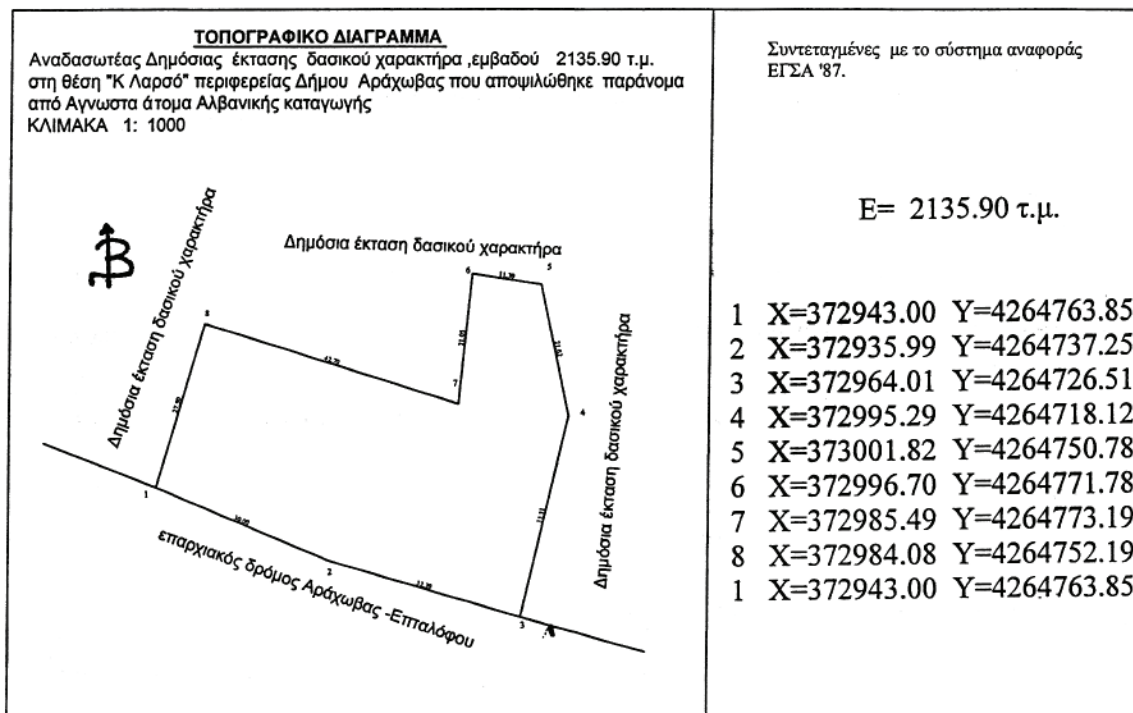 ΤΟΠΟΓΡΑΦΙΚΟ ΔΙΑΓΡΑΜΜΑ
Αναδασωτέας Δημόσιας έκτασης δασικού χαρακτήρα ,εμβαδού 2135.90 τ.μ.
στη θέση "Κ Λαρσό" περιφερείας Δήμου Αράχωβας που αποψιλώθηκε παράνομα
από Αγνωστα άτομα Αλβανικής καταγωγής
ΚΛΙΜΑΚΑ 1: 1000
Β
Δημόσια έκταση δασικού χαρακτήρα
Δημόσια έκταση δασικού χαρακτήρα
Δημόσια έκταση δασικού χαρακτήρα
επαρχιακός δρόμος Αράχωβας -Επταλόφου
8
6
5
7
4
1
2
3
Συντεταγμένες με το σύστημα αναφοράς
ΕΓΣΑ '87.
Ε= 2135.90 τ.μ.
1 X=372943.00 Y=4264763.85
2 X=372935.99 Y=4264737.25
3 X=372964.01 Y=4264726.51
4 X=372995.29 Y=4264718.12
5 X=373001.82 Y=4264750.78
6 X=372996.70 Y=4264771.78
7 X=372985.49 Y=4264773.19
8 X=372984.08 Y=4264752.19
1 X=372943.00 Y=4264763.85